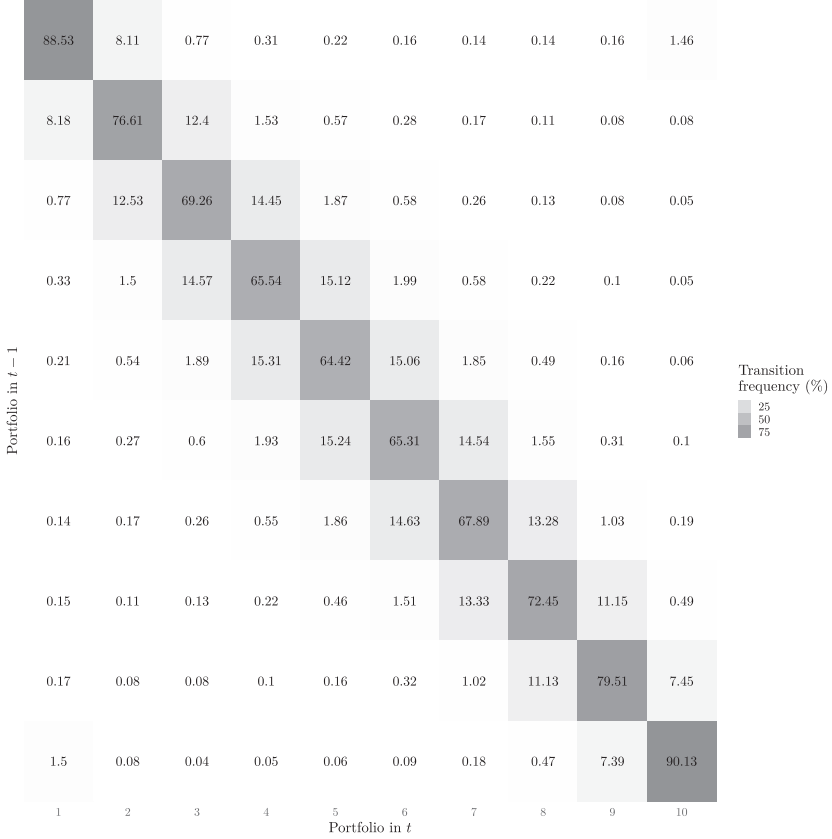 88.53 8.11 0.77 0.31 0.22 0.16 0.14 0.14 0.16 1.46
8.18 76.61 12.4 1.53 0.57 0.28 0.17 0.11 0.08 0.08
0.77 12.53 69.26 14.45 1.87 0.58 0.26 0.13 0.08 0.05
0.33 1.5 14.57 65.54 15.12 1.99 0.58 0.22 0.1 0.05
0.21 0.54 1.89 15.31 64.42 15.06 1.85 0.49 0.16 0.06
0.16 0.27 0.6 1.93 15.24 65.31 14.54 1.55 0.31 0.1
0.14 0.17 0.26 0.55 1.86 14.63 67.89 13.28 1.03 0.19
0.15 0.11 0.13 0.22 0.46 1.51 13.33 72.45 11.15 0.49
0.17 0.08 0.08 0.1 0.16 0.32 1.02 11.13 79.51 7.45
1.5 0.08 0.04 0.05 0.06 0.09 0.18 0.47 7.39 90.13
1 2 3 4 5 6 7 8 9 10
Portfolio in t
Portfolio in t − 1
Transition
frequency (%)
25
50
75